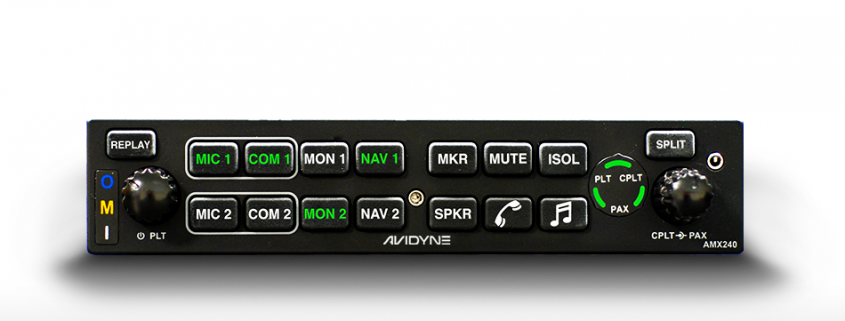 REPLAY
MIC 1 COM 1 MON 1 NAV 1 MKR MUTE ISOL
SPLIT
O
M
I
PLT CPLT
PAX
MIC 2 COM 2 MON 2 NAV 2 SPKR
PLT
AVIDYNE
CPLT PAX
AMX240